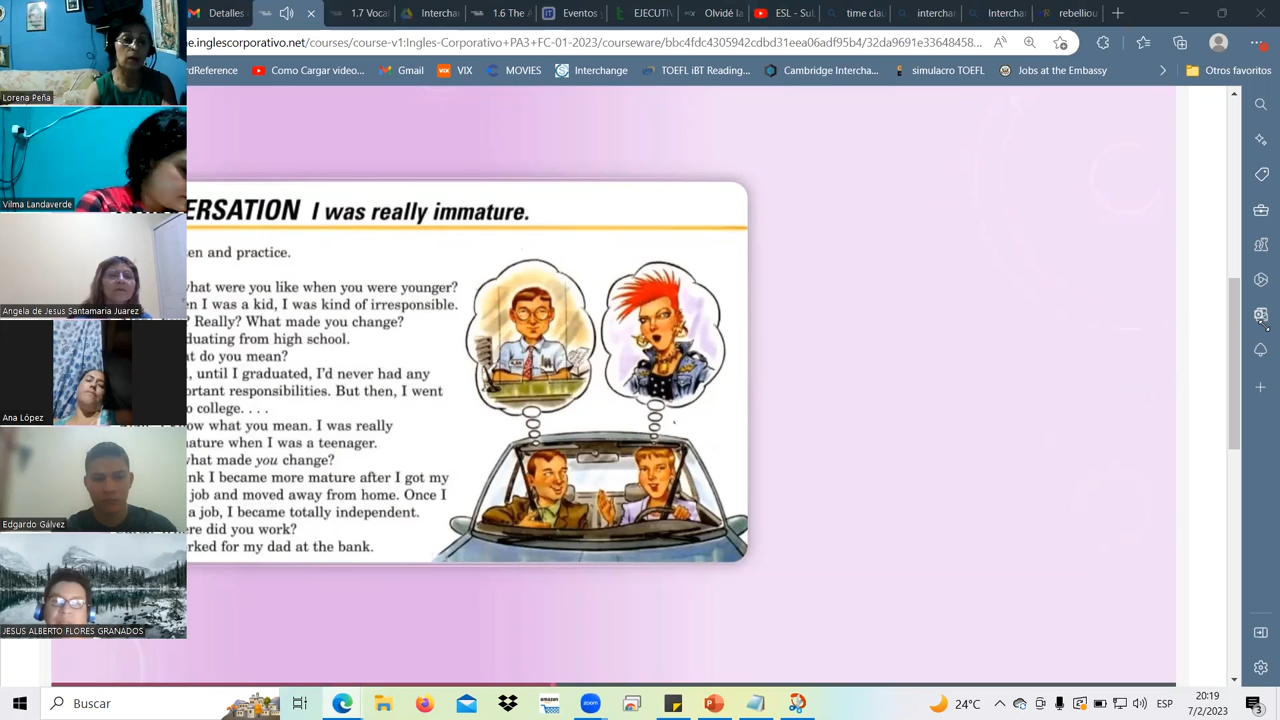 Detalles
1.7 Vocal
Intercha
1.6 The
Eventos
EJECUTIV
Olvidé la
ESL - Sul
time cla
interchar
Intercha
rebelliou
e.inglescorporativo.net/courses/course-v1:Ingles-Corporativo+PA3+FC-01-2023/courseware/bbc4fdc4305942cdbd31eea06adf95b4/32da9691e33648458...
rdReference
Como Cargar video...
Gmail
VIX
MOVIES
Interchange
TOEFL iBT Reading...
Cambridge Intercha...
simulacro TOEFL
Jobs at the Embassy
Otros favoritos
Lorena Peña
Vilma Landaverde
Angela de Jesus Santamaria Juarez
Ana López
Edgardo Gálvez
JESUS ALBERTO FLORES GRANADOS
ERSATION I was really immature.
en and practice.
hat were you like when you were younger?
en I was a kid, I was kind of irresponsible.
? Really? What made you change?
duating from high school.
at do you mean?
, until I graduated, I'd never had any
ortant responsibilities. But then, I went
o college. . . .
ow what you mean. I was really
ature when I was a teenager.
what made you change?
nk I became more mature after I got my
job and moved away from home. Once I
a job, I became totally independent.
ere did you work?
rked for my dad at the bank.
Buscar
24°C
ESP
20:19
7/2/2023
3